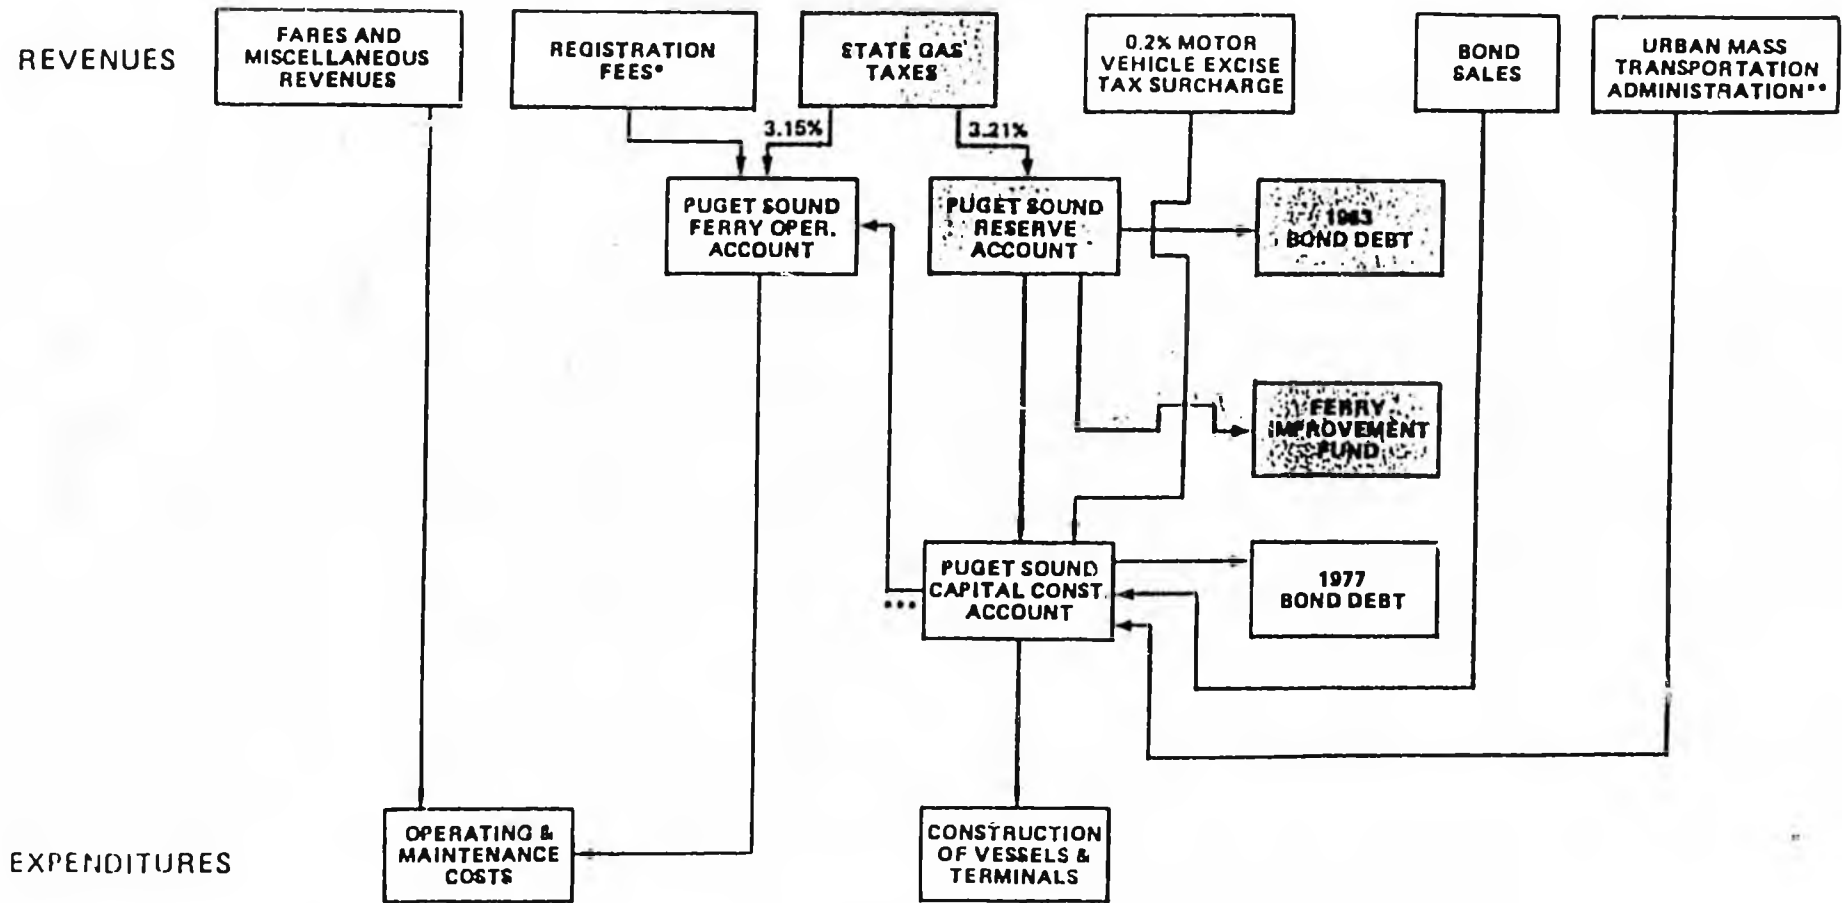 REVENUES
FARES AND
MISCELLANEOUS
REVENUES
REGISTRATION
FEES*
STATE GAS
TAXES
0.2% MOTOR
VEHICLE EXCISE
TAX SURCHARGE
BOND
SALES
URBAN MASS
TRANSPORTATION
ADMINISTRATION**
3.15%
3.21%
PUGET SOUND
FERRY OPER.
ACCOUNT
PUGET SOUND
RESERVE
ACCOUNT
1963
BOND DEBT
FERRY
IMPROVEMENT
FUND
PUGET SOUND
CAPITAL CONST.
ACCOUNT
***
1977
BOND DEBT
EXPENDITURES
OPERATING &
MAINTENANCE
COSTS
CONSTRUCTION
OF VESSELS &
TERMINALS